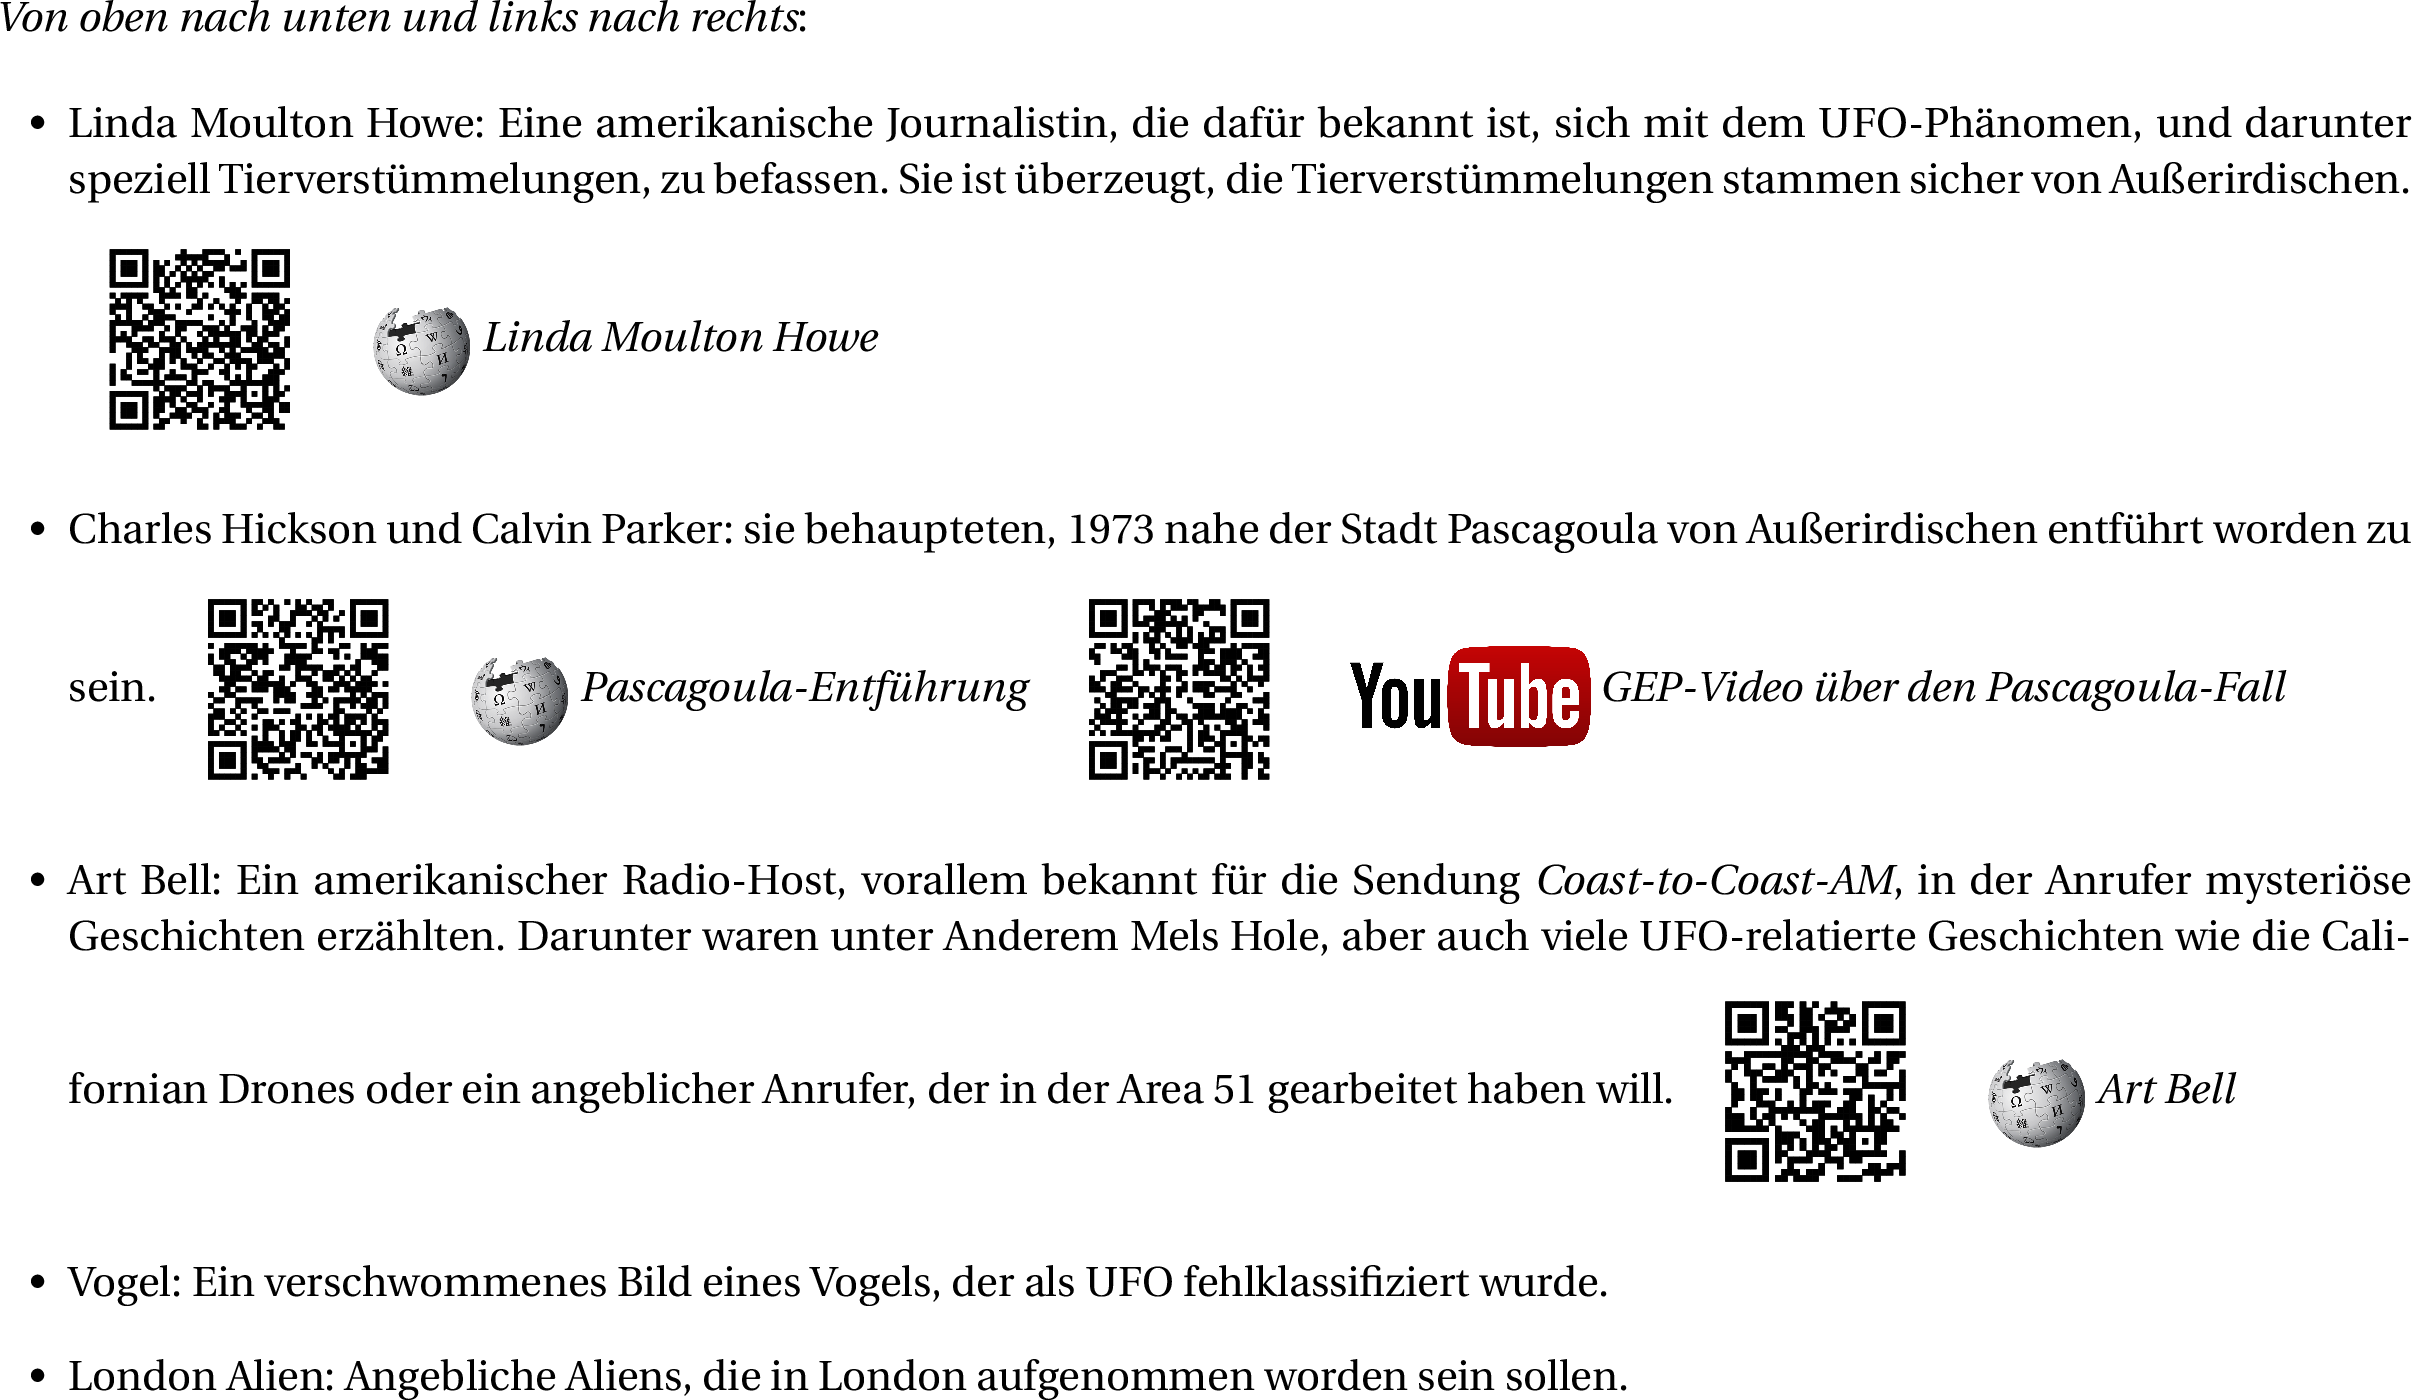 Von oben nach unten und links nach rechts:
• Linda Moulton Howe: Eine amerikanische Journalistin, die dafür bekannt ist, sich mit dem UFO-Phänomen, und darunter
speziell Tierverstümmelungen, zu befassen. Sie ist überzeugt, die Tierverstümmelungen stammen sicher von Außerirdischen.
Linda Moulton Howe
• Charles Hickson und Calvin Parker: sie behaupteten, 1973 nahe der Stadt Pascagoula von Außerirdischen entführt worden zu
sein. Pascagoula-Entführung YouTube GEP-Video über den Pascagoula-Fall
• Art Bell: Ein amerikanischer Radio-Host, vorallem bekannt für die Sendung Coast-to-Coast-AM, in der Anrufer mysteriöse
Geschichten erzählten. Darunter waren unter Anderem Mels Hole, aber auch viele UFO-relatierte Geschichten wie die Cali-
fornian Drones oder ein angeblicher Anrufer, der in der Area 51 gearbeitet haben will. Art Bell
• Vogel: Ein verschwommenes Bild eines Vogels, der als UFO fehlklassifiziert wurde.
• London Alien: Angebliche Aliens, die in London aufgenommen worden sein sollen.